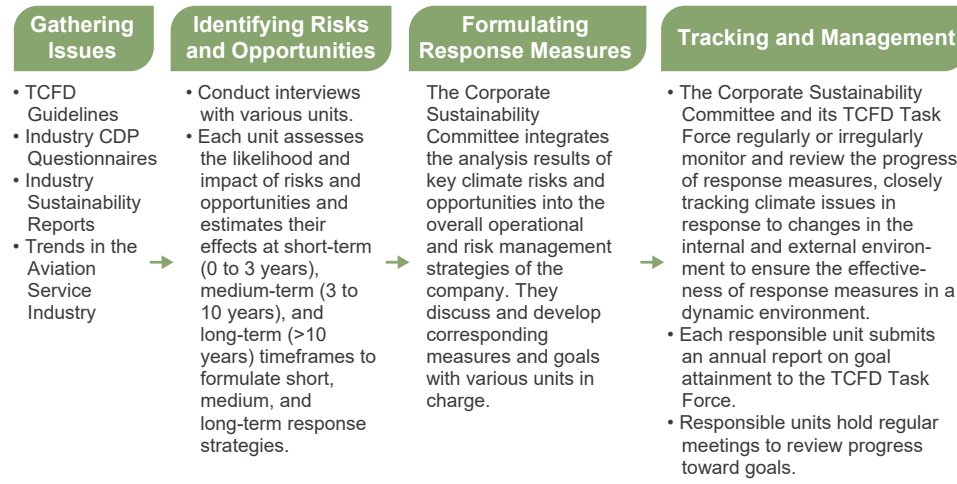 Gathering
Issues
• TCFD
Guidelines
• Industry CDP
Questionnaires
• Industry
Sustainability
Reports
• Trends in the
Aviation
Service
Industry
Identifying Risks
and Opportunities
• Conduct interviews
with various units.
• Each unit assesses
the likelihood and
impact of risks and
opportunities and
estimates their
effects at short-term
(0 to 3 years),
medium-term (3 to
10 years), and
long-term (>10
years) timeframes to
formulate short,
medium, and
long-term response
strategies.
Formulating
Response Measures
The Corporate
Sustainability
Committee integrates
the analysis results of
key climate risks and
opportunities into the
overall operational
and risk management
strategies of the
company. They
discuss and develop
corresponding
measures and goals
with various units in
charge.
Tracking and Management
• The Corporate Sustainability
Committee and its TCFD Task
Force regularly or irregularly
monitor and review the progress
of response measures, closely
tracking climate issues in
response to changes in the
internal and external environ-
ment to ensure the effective-
ness of response measures in a
dynamic environment.
• Each responsible unit submits
an annual report on goal
attainment to the TCFD Task
Force.
• Responsible units hold regular
meetings to review progress
toward goals.